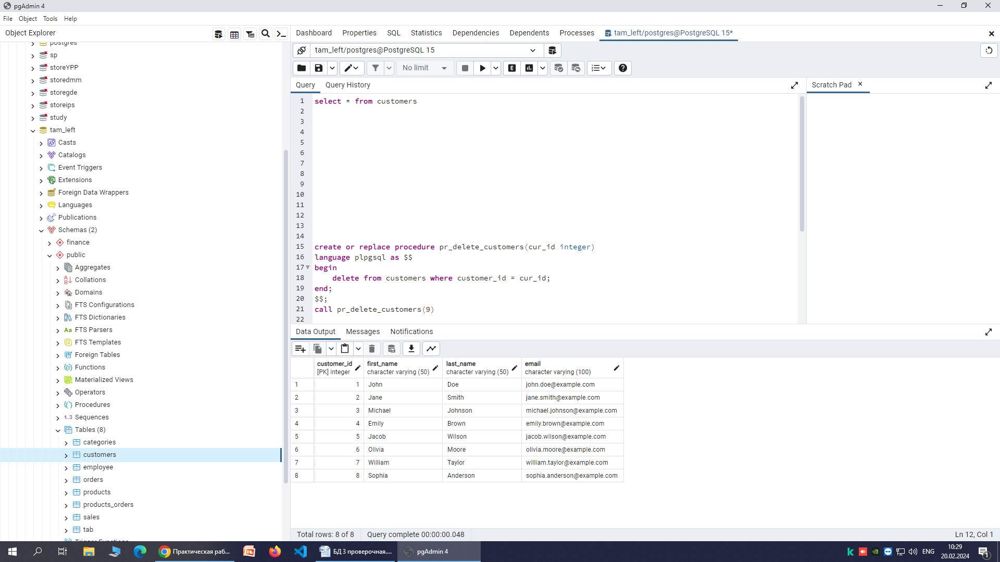 pgAdmin 4
File Object Tools Help
Object Explorer
Dashboard Properties SQL Statistics Dependencies Dependents Processes tam_left/postgres@PostgreSQL 15*
postgres
sp
storeYPP
storedmm
storegde
storeips
study
tam_left
Casts
Catalogs
Event Triggers
Extensions
Foreign Data Wrappers
Languages
Publications
Schemas (2)
finance
public
Aggregates
Collations
Domains
FTS Configurations
FTS Dictionaries
Aa FTS Parsers
FTS Templates
Foreign Tables
Functions
Materialized Views
Operators
Procedures
1..3 Sequences
Tables (8)
categories
customers
employee
orders
products
products_orders
sales
tab
Trigger Functions
tam_left/postgres@PostgreSQL 15
No limit
E
Query Query History
Scratch Pad
1 select * from customers
2
3
4
5
6
7
8
9
10
11
12
13
14
15 create or replace procedure pr_delete_customers(cur_id integer)
16 language plpgsql as $$
17 begin
18 delete from customers where customer_id = cur_id;
19 end;
20 $$;
21 call pr_delete_customers(9)
22
Data Output Messages Notifications
customer_id [PK] integer
first_name character varying (50)
last_name character varying (50)
email character varying (100)
1 1 John Doe john.doe@example.com
2 2 Jane Smith jane.smith@example.com
3 3 Michael Johnson michael.johnson@example.com
4 4 Emily Brown emily.brown@example.com
5 5 Jacob Wilson jacob.wilson@example.com
6 6 Olivia Moore olivia.moore@example.com
7 7 William Taylor william.taylor@example.com
8 8 Sophia Anderson sophia.anderson@example.com
Total rows: 8 of 8 Query complete 00:00:00.048 Ln 12, Col 1
Практическая раб...
БД 3 проверочная....
pgAdmin 4
ENG
10:29
20.02.2024
1